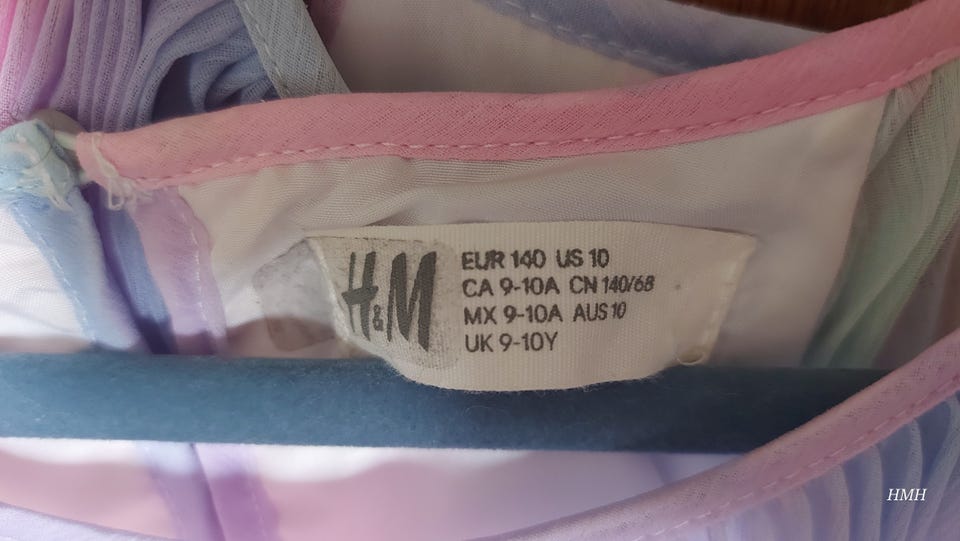 H&M
EUR 140 US 10
CA 9-10A CN 140/68
MX 9-10A AUS 10
UK 9-10Y
HMH